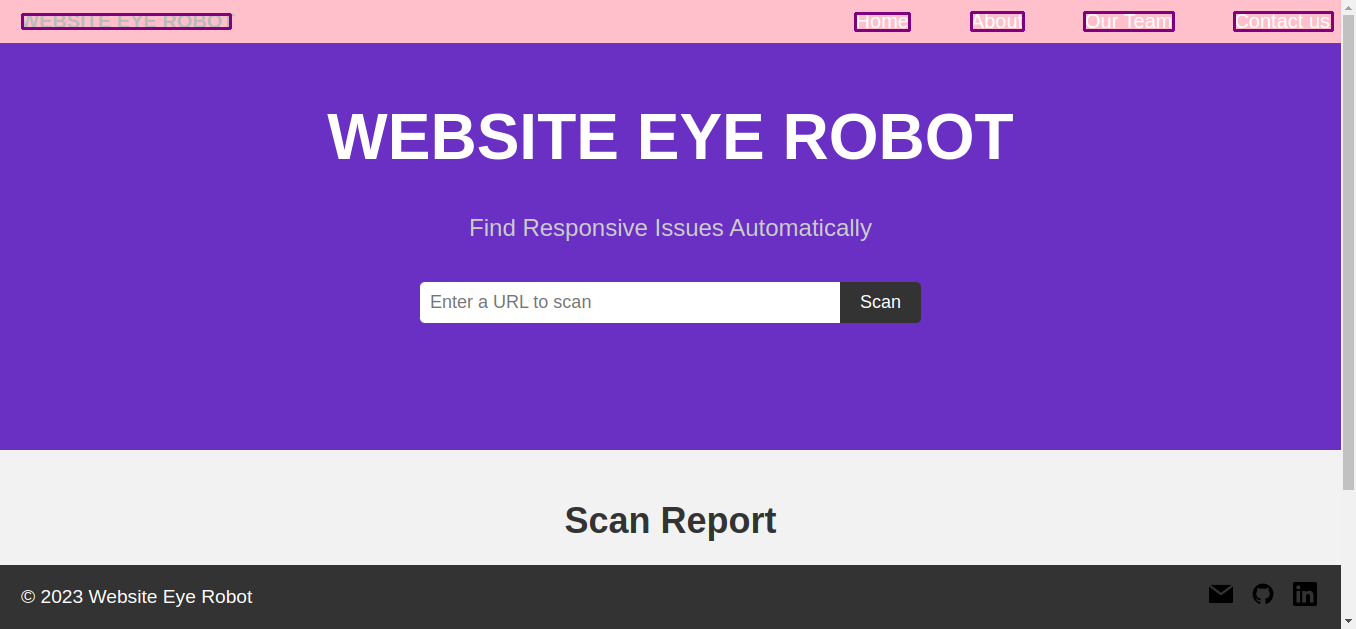 WEBSITE EYE ROBOT
Home About Our Team Contact us
WEBSITE EYE ROBOT
Find Responsive Issues Automatically
Enter a URL to scan Scan
Scan Report
© 2023 Website Eye Robot